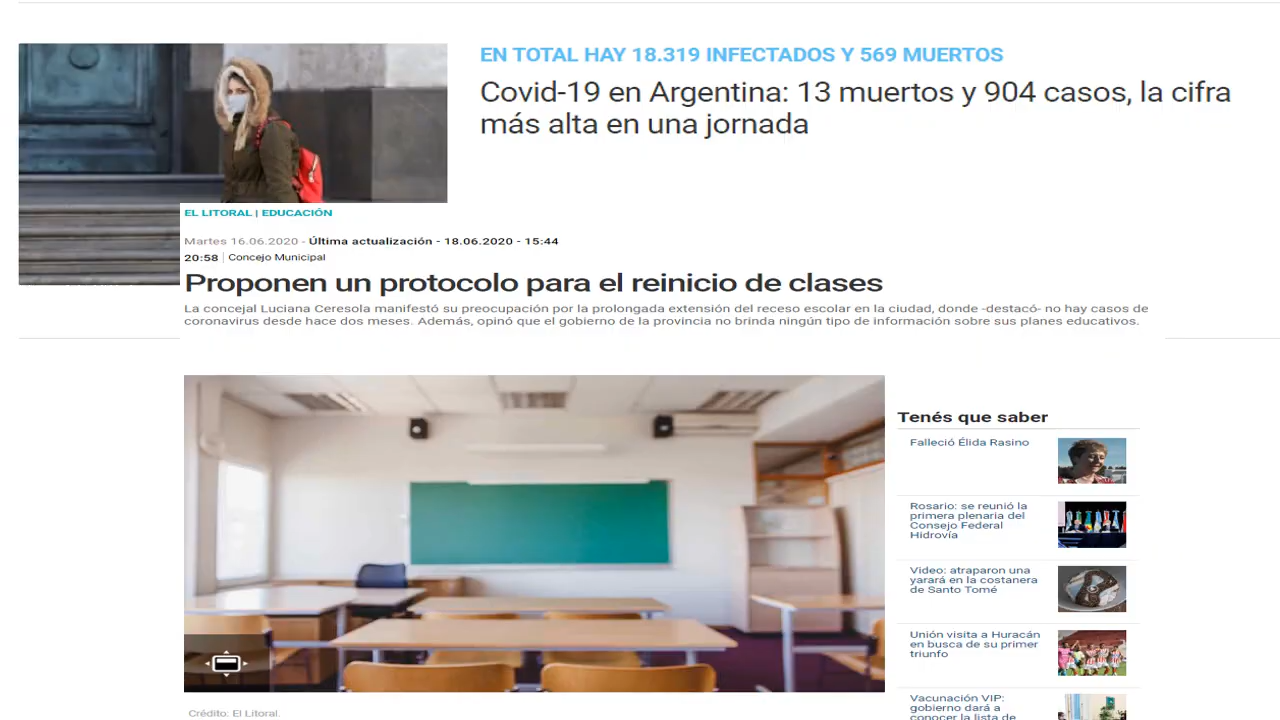 EN TOTAL HAY 18.319 INFECTADOS Y 569 MUERTOS
Covid-19 en Argentina: 13 muertos y 904 casos, la cifra
más alta en una jornada
EL LITORAL | EDUCACIÓN
Martes 16.06.2020 - Última actualización - 18.06.2020 - 15:44
20:58 | Concejo Municipal
Proponen un protocolo para el reinicio de clases
La concejal Luciana Ceresola manifestó su preocupación por la prolongada extensión del receso escolar en la ciudad, donde -destacó- no hay casos de
coronavirus desde hace dos meses. Además, opinó que el gobierno de la provincia no brinda ningún tipo de información sobre sus planes educativos.
Tenés que saber
Falleció Élida Rasino
Rosario: se reunió la
primera plenaria del
Consejo Federal
Hidrovía
Video: atraparon una
yarará en la costanera
de Santo Tomé
Unión visita a Huracán
en busca de su primer
triunfo
Vacunación VIP:
gobierno dará a
conocer la lista de
Crédito: El Litoral.